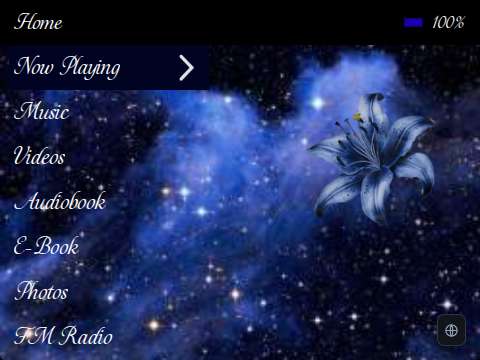 Home
100%
Now Playing
Music
Videos
Audiobook
E-Book
Photos
FM Radio